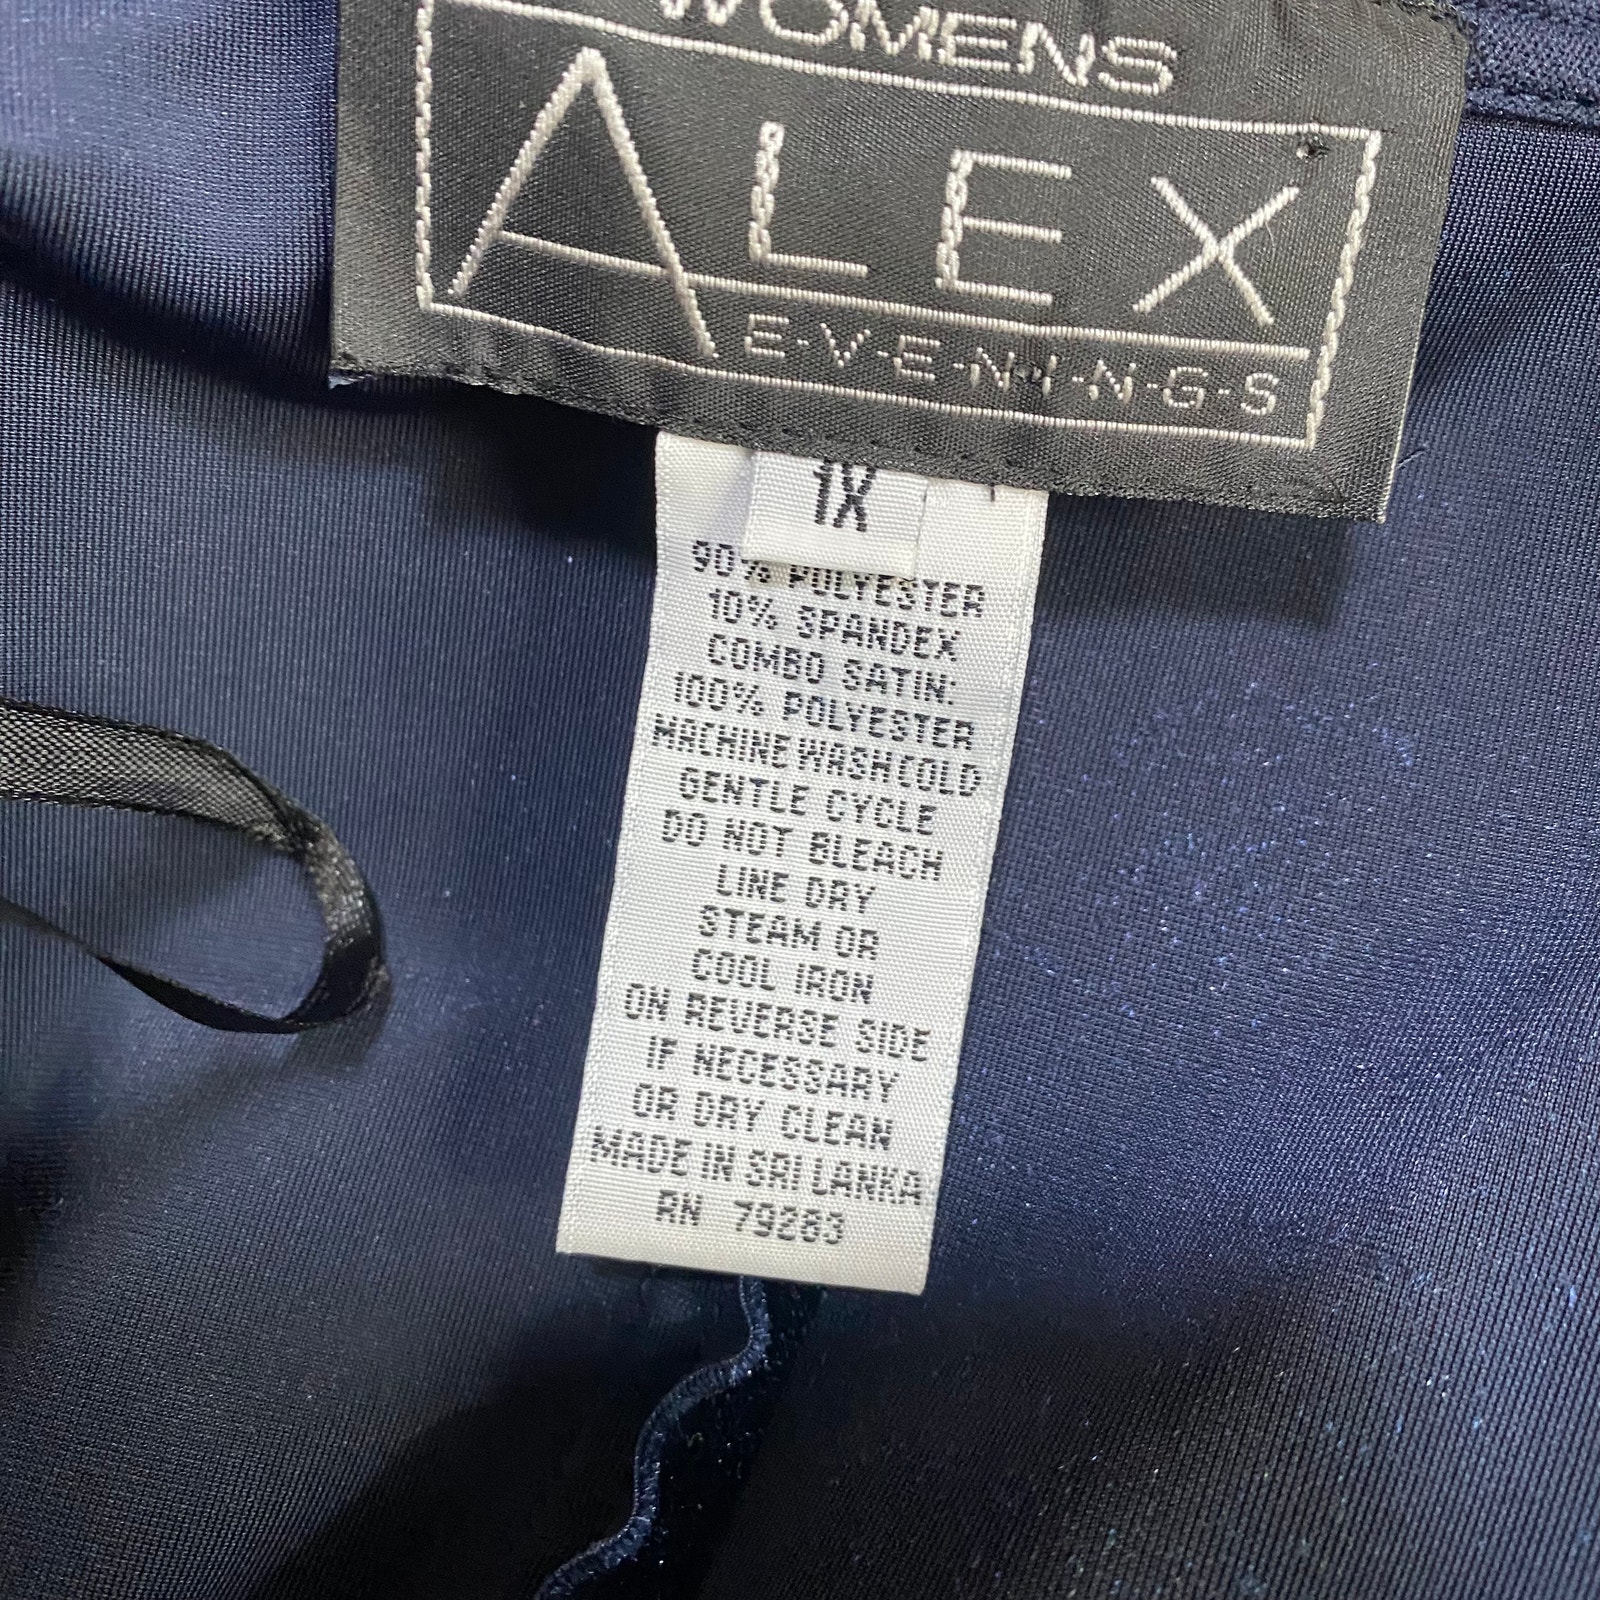 WOMENS
ALEX
E-V-E-N-I-N-G-S
1X
90% POLYESTER
10% SPANDEX
COMBO SATIN:
100% POLYESTER
MACHINE WASH COLD
GENTLE CYCLE
DO NOT BLEACH
LINE DRY
STEAM OR
COOL IRON
ON REVERSE SIDE
IF NECESSARY
OR DRY CLEAN
MADE IN SRI LANKA
RN 79283